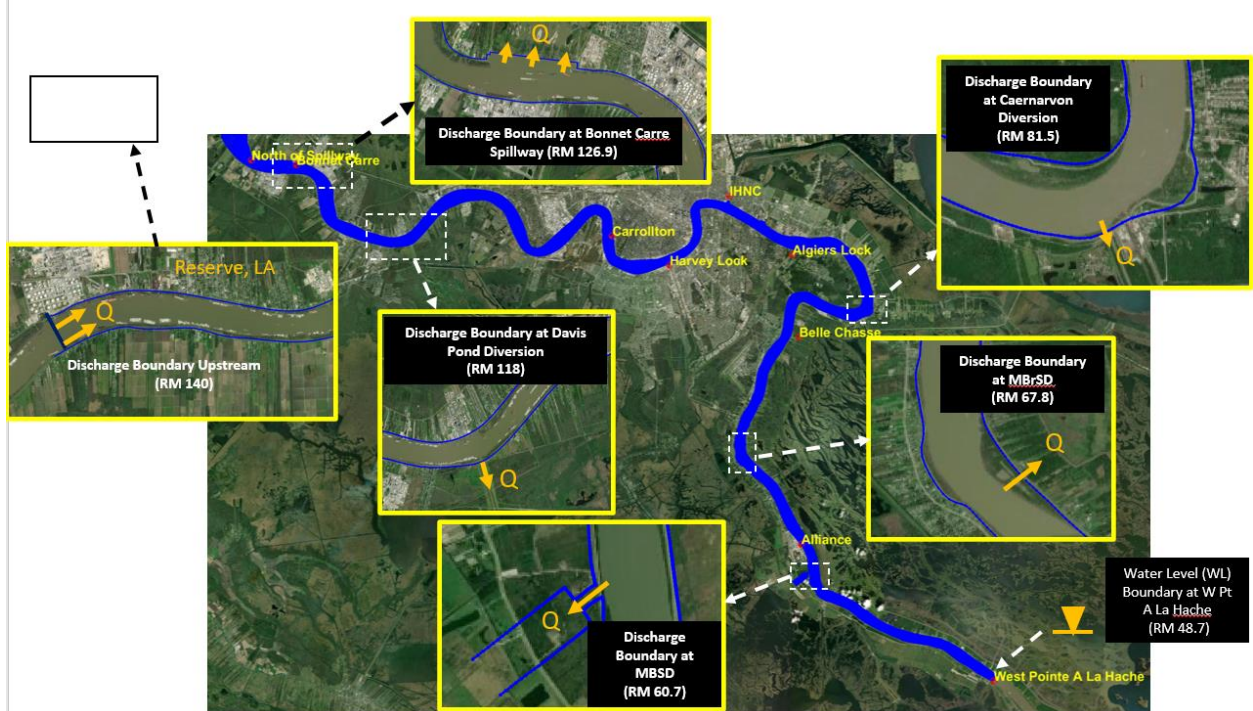 Q
Discharge Boundary at Bonnet Carre
Spillway (RM 126.9)
Discharge Boundary
at Caernarvon
Diversion
(RM 81.5)
Q
North of Spillway
Bonnet Carre
IHNC
Carrollton
Algiers Lock
Harvey Look
Reserve, LA
Q
Discharge Boundary Upstream
(RM 140)
Discharge Boundary at Davis
Pond Diversion
(RM 118)
Q
Belle Chasse
Discharge Boundary
at MBrSD
(RM 67.8)
Q
Alliance
Q
Discharge
Boundary at
MBSD
(RM 60.7)
Water Level (WL)
Boundary at W Pt
A La Hache
(RM 48.7)
West Pointe A La Hache